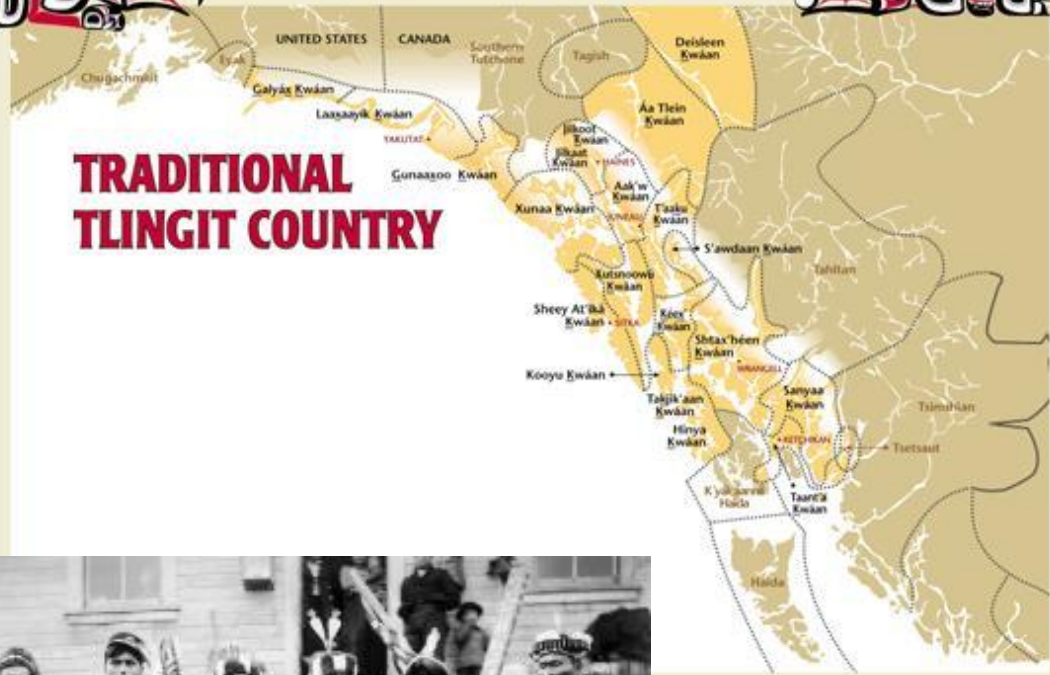 UNITED STATES
CANADA
Southern
Tutchone
Tagish
Deisleen
Kwáan
Eyak
Chugachmiut
Galyáx Kwáan
Laaxaayik Kwáan
Áa Tlein
Kwáan
Jilkoot
Kwáan
YAKUTAT
Jilkaat
Kwáan
HAINES
TRADITIONAL
TLINGIT COUNTRY
Gunaaxoo Kwáan
Aak'w
Kwáan
Xunaa Kwáan
T'aaku
Kwáan
JUNEAU
S'awdaan Kwáan
Tahltan
Xutsnoowú
Kwáan
Sheey At'iká
Kwáan
SITKA
Keex
Kwáan
Shtax'héen
Kwáan
WRANGELL
Kooyu Kwáan
Sanyaa
Kwáan
Takjik'aan
Kwáan
Tsimshian
Hinya
Kwáan
KETCHIKAN
Tsetsaut
Haida
Taant'a
Kwáan
Haida